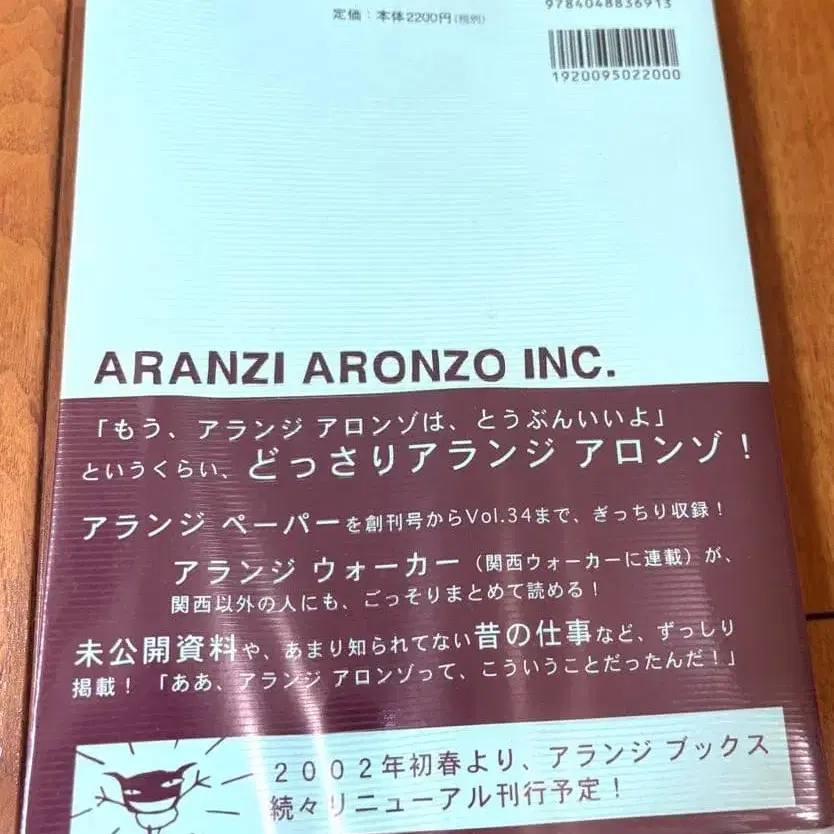 9784048836913
定価：本体2200円（税別）
1920095022000
ARANZI ARONZO INC.
「もう、アランジ アロンゾは、とうぶんいいよ」
というくらい、どっさりアランジ アロンゾ！
アランジ ペーパーを創刊号からVol.34まで、ぎっちり収録！
アランジ ウォーカー（関西ウォーカーに連載）が、
関西以外の人にも、ごっそりまとめて読める！
未公開資料や、あまり知られてない昔の仕事など、ずっしり
掲載！「ああ、アランジ アロンゾって、こういうことだったんだ！」
２００２年初春より、アランジ ブックス
続々リニューアル刊行予定！